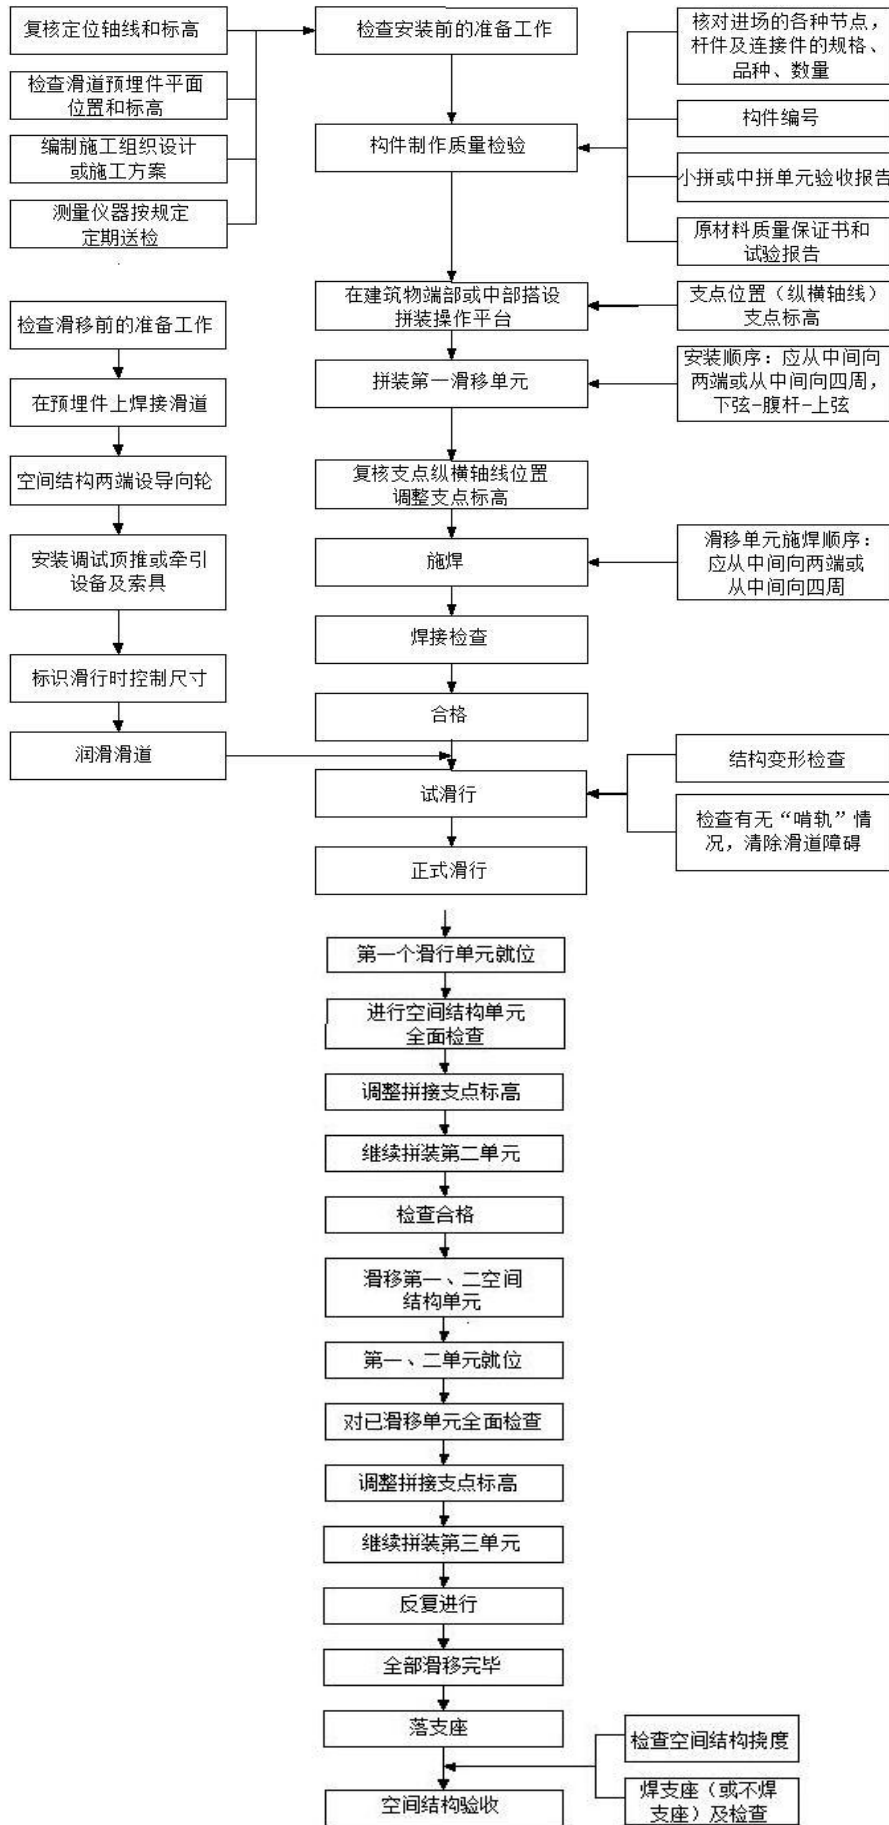 复核定位轴线和标高
检查滑道预埋件平面
位置和标高
编制施工组织设计
或施工方案
测量仪器按规定
定期送检
检查安装前的准备工作
构件制作质量检验
核对进场的各种节点，
杆件及连接件的规格、
品种、数量
构件编号
小拼或中拼单元验收报告
原材料质量保证书和
试验报告
在建筑物端部或中部搭设
拼装操作平台
支点位置（纵横轴线）
支点标高
拼装第一滑移单元
安装顺序：应从中间向
两端或从中间向四周，
下弦-腹杆-上弦
复核支点纵横轴线位置
调整支点标高
施焊
滑移单元施焊顺序：
应从中间向两端或
从中间向四周
焊接检查
合格
检查滑移前的准备工作
在预埋件上焊接滑道
空间结构两端设导向轮
安装调试顶推或牵引
设备及索具
标识滑行时控制尺寸
润滑滑道
试滑行
结构变形检查
检查有无“啃轨”情
况，清除滑道障碍
正式滑行
第一个滑行单元就位
进行空间结构单元
全面检查
调整拼接支点标高
继续拼装第二单元
检查合格
滑移第一、二空间
结构单元
第一、二单元就位
对已滑移单元全面检查
调整拼接支点标高
继续拼装第三单元
反复进行
全部滑移完毕
落支座
检查空间结构挠度
焊支座（或不焊
支座）及检查
空间结构验收